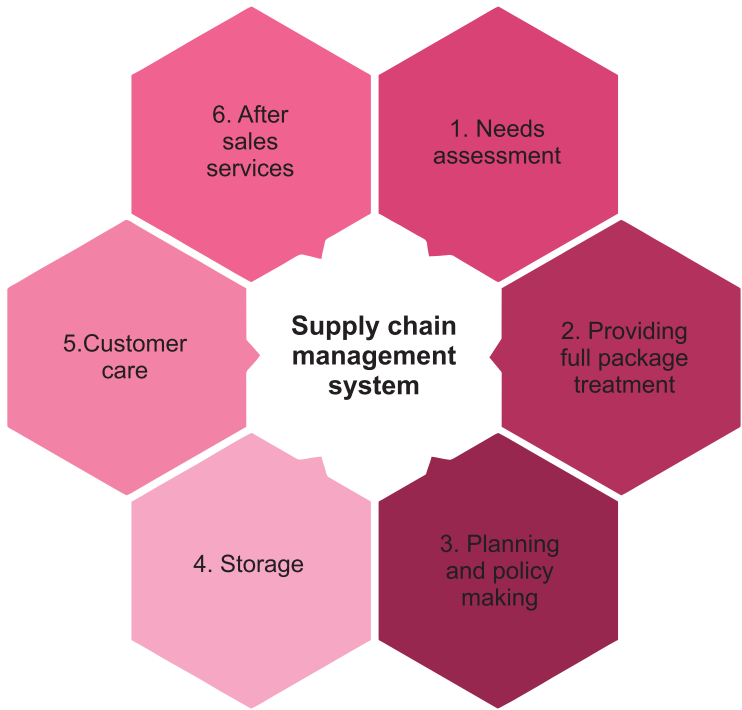 Supply chain
management
system
1. Needs
assessment
2. Providing
full package
treatment
3. Planning
and policy
making
4. Storage
5.Customer
care
6. After
sales
services